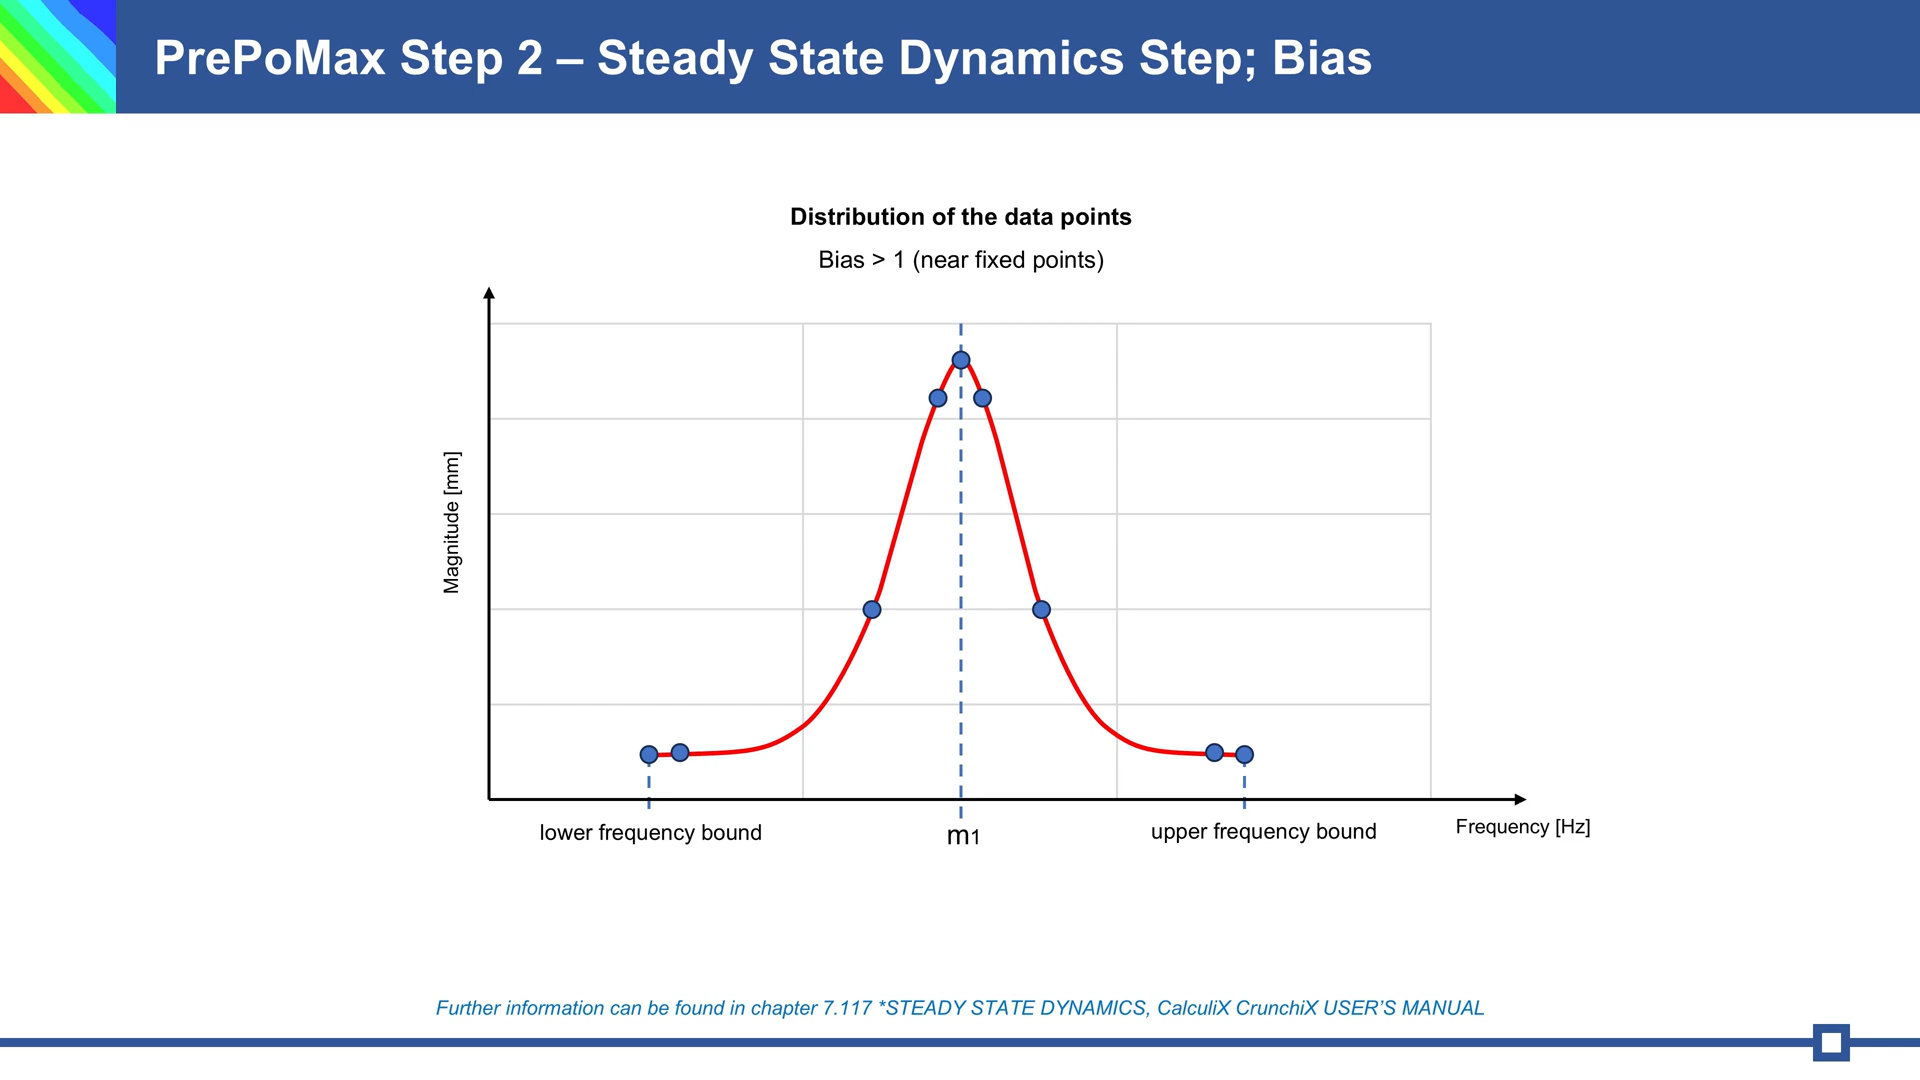 PrePoMax Step 2 – Steady State Dynamics Step; Bias
Distribution of the data points
Bias > 1 (near fixed points)
Magnitude [mm]
lower frequency bound
m1
upper frequency bound
Frequency [Hz]
Further information can be found in chapter 7.117 *STEADY STATE DYNAMICS, CalculiX CrunchiX USER’S MANUAL